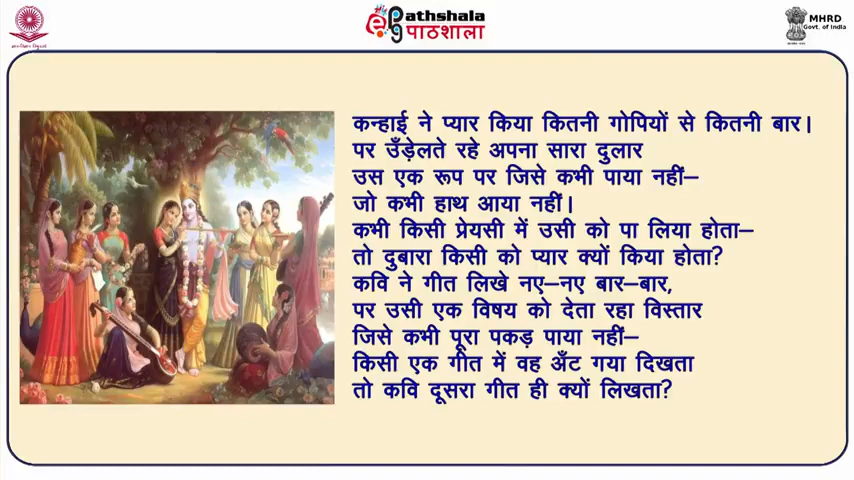 Pathshala
पाठशाला
MHRD
Govt. of India
कन्हाई ने प्यार किया कितनी गोपियों से कितनी बार।
पर उँड़ेलते रहे अपना सारा दुलार
उस एक रूप पर जिसे कभी पाया नहीं–
जो कभी हाथ आया नहीं।
कभी किसी प्रेयसी में उसी को पा लिया होता–
तो दुबारा किसी को प्यार क्यों किया होता?
कवि ने गीत लिखे नए–नए बार–बार,
पर उसी एक विषय को देता रहा विस्तार
जिसे कभी पूरा पकड़ पाया नहीं–
किसी एक गीत में वह अँट गया दिखता
तो कवि दूसरा गीत ही क्यों लिखता?